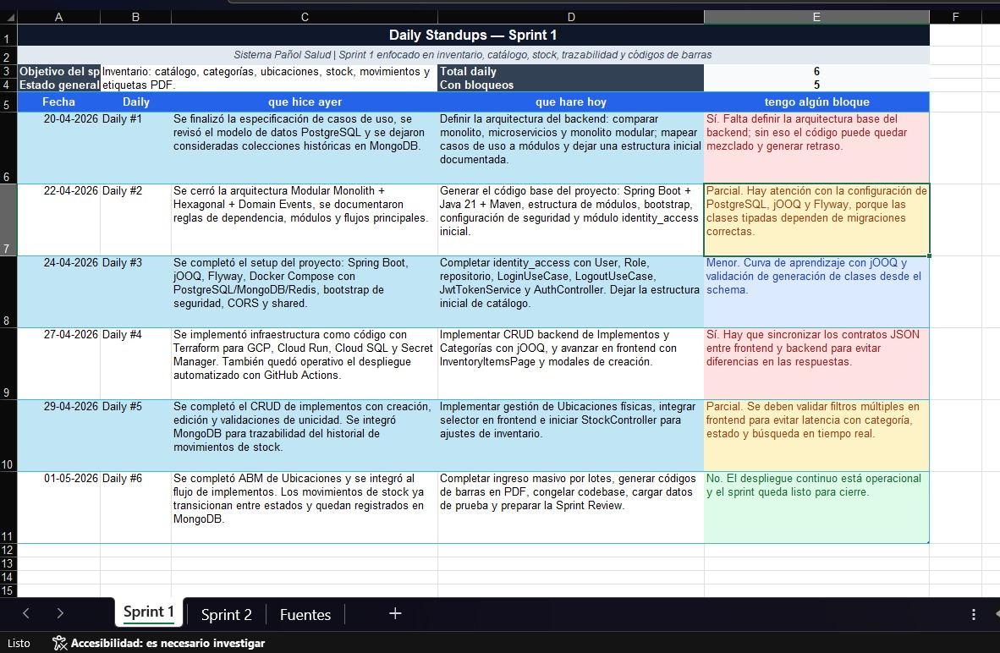 A B C D E F
1 Daily Standups — Sprint 1
2 Sistema Pañol Salud | Sprint 1 enfocado en inventario, catálogo, stock, trazabilidad y códigos de barras
3 Objetivo del sp Inventario: catálogo, categorías, ubicaciones, stock, movimientos y Total daily 6
4 Estado general etiquetas PDF. Con bloqueos 5
5 Fecha Daily que hice ayer que hare hoy tengo algún bloque
6
20-04-2026 Daily #1
Se finalizó la especificación de casos de uso, se
revisó el modelo de datos PostgreSQL y se dejaron
consideradas colecciones históricas en MongoDB.
Definir la arquitectura del backend: comparar
monolito, microservicios y monolito modular; mapear
casos de uso a módulos y dejar una estructura inicial
documentada.
Sí. Falta definir la arquitectura base del
backend; sin eso el código puede quedar
mezclado y generar retraso.
7
22-04-2026 Daily #2
Se cerró la arquitectura Modular Monolith +
Hexagonal + Domain Events, se documentaron
reglas de dependencia, módulos y flujos principales.
Generar el código base del proyecto: Spring Boot +
Java 21 + Maven, estructura de módulos, bootstrap,
configuración de seguridad y módulo identity_access
inicial.
Parcial. Hay atención con la configuración de
PostgreSQL, jOOQ y Flyway, porque las
clases tipadas dependen de migraciones
correctas.
8
24-04-2026 Daily #3
Se completó el setup del proyecto: Spring Boot,
jOOQ, Flyway, Docker Compose con
PostgreSQL/MongoDB/Redis, bootstrap de
seguridad, CORS y shared.
Completar identity_access con User, Role,
repositorio, LoginUseCase, LogoutUseCase,
JwtTokenService y AuthController. Dejar la estructura
inicial de catálogo.
Menor. Curva de aprendizaje con jOOQ y
validación de generación de clases desde el
schema.
9
27-04-2026 Daily #4
Se implementó infraestructura como código con
Terraform para GCP, Cloud Run, Cloud SQL y Secret
Manager. También quedó operativo el despliegue
automatizado con GitHub Actions.
Implementar CRUD backend de Implementos y
Categorías con jOOQ, y avanzar en frontend con
InventoryItemsPage y modales de creación.
Sí. Hay que sincronizar los contratos JSON
entre frontend y backend para evitar
diferencias en las respuestas.
10
29-04-2026 Daily #5
Se completó el CRUD de implementos con creación,
edición y validaciones de unicidad. Se integró
MongoDB para trazabilidad del historial de
movimientos de stock.
Implementar gestión de Ubicaciones físicas, integrar
selector en frontend e iniciar StockController para
ajustes de inventario.
Parcial. Se deben validar filtros múltiples en
frontend para evitar latencia con categoría,
estado y búsqueda en tiempo real.
11
01-05-2026 Daily #6
Se completó ABM de Ubicaciones y se integró al
flujo de implementos. Los movimientos de stock ya
transicionan entre estados y quedan registrados en
MongoDB.
Completar ingreso masivo por lotes, generar códigos
de barras en PDF, congelar codebase, cargar datos
de prueba y preparar la Sprint Review.
No. El despliegue continuo está operacional
y el sprint queda listo para cierre.
12
13
14
15
Sprint 1 Sprint 2 Fuentes +
Listo Accesibilidad: es necesario investigar